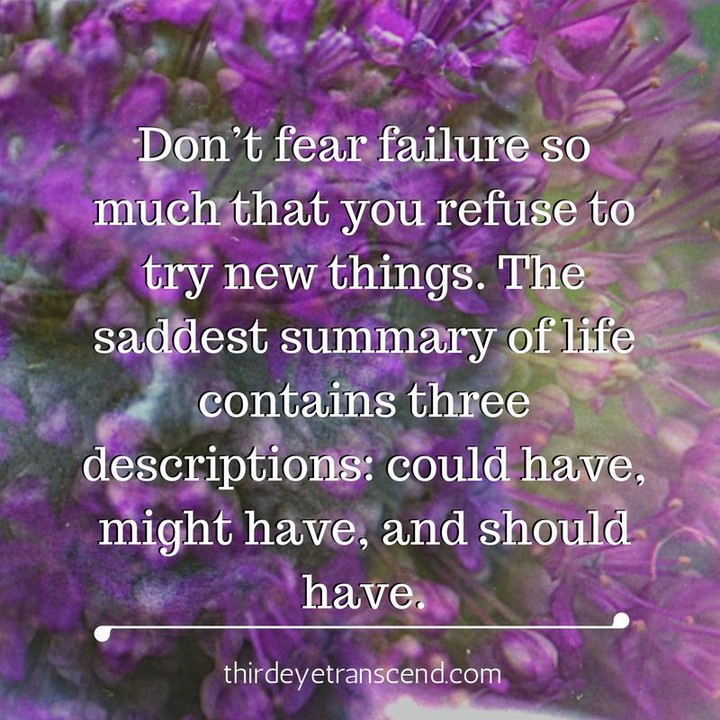 Don't fear failure so
much that you refuse to
try new things. The
saddest summary of life
contains three
descriptions: could have,
might have, and should
have.
thirdeyetranscend.com